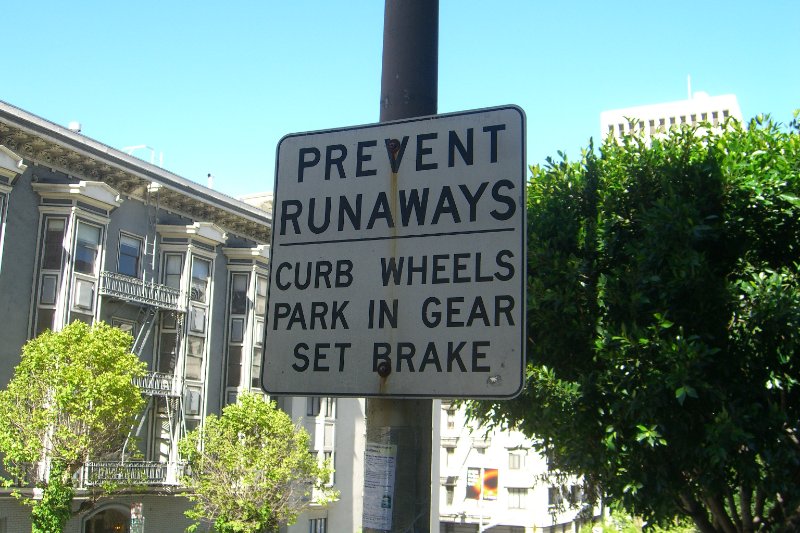 PREVENT
RUNAWAYS
CURB WHEELS
PARK IN GEAR
SET BRAKE